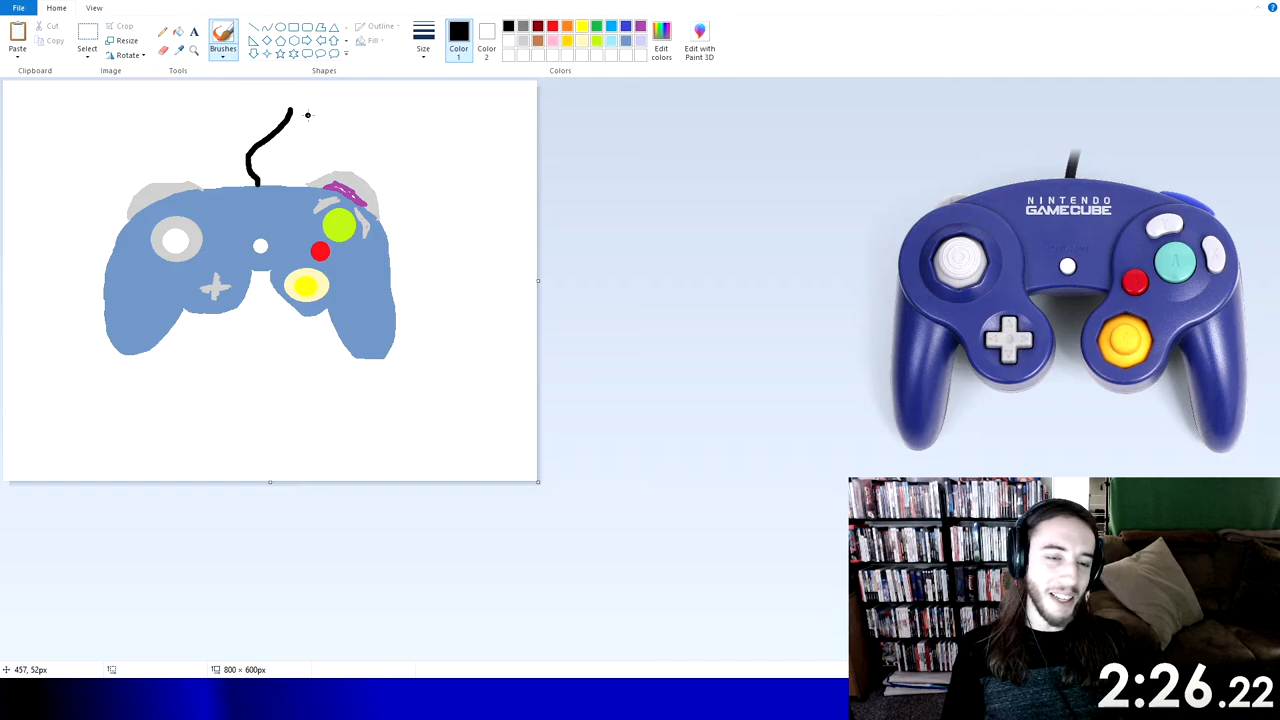 File Home View
Cut Crop Outline
Copy Resize Fill
Rotate
Paste Select Brushes Size Color 1 Color 2 Edit colors Edit with Paint 3D
Clipboard Image Tools Shapes Colors
A
NINTENDO
GAMECUBE
A
457, 52px 800 × 600px
2:26.22